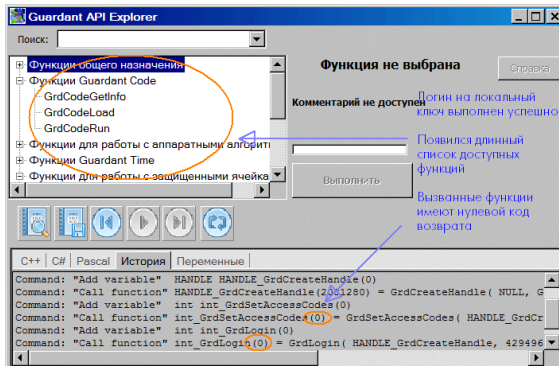 Guardant API Explorer
Поиск:
Функции общего назначения
Функции Guardant Code
GrdCodeGetInfo
GrdCodeLoad
GrdCodeRun
Функции для работы с аппаратными алгорит
Функции Guardant Time
Функции для работы с защищенными ячейка
Функция не выбрана
Справка
Комментарий не доступен
Логин на локальный
ключ выполнен успешно
Появился длинный
список доступных
функций
Выполнить
Вызванные функции
имеют нулевой код
возврата
C++ C# Pascal История Переменные
Command: "Add variable" HANDLE HANDLE_GrdCreateHandle(0)
Command: "Call function" HANDLE_GrdCreateHandle(2031280) = GrdCreateHandle( NULL, G
Command: "Add variable" int int_GrdSetAccessCodes(0)
Command: "Call function" int_GrdSetAccessCodes(0) = GrdSetAccessCodes( HANDLE_GrdCr
Command: "Add variable" int int_GrdLogin(0)
Command: "Call function" int_GrdLogin(0) = GrdLogin( HANDLE_GrdCreateHandle, 429496